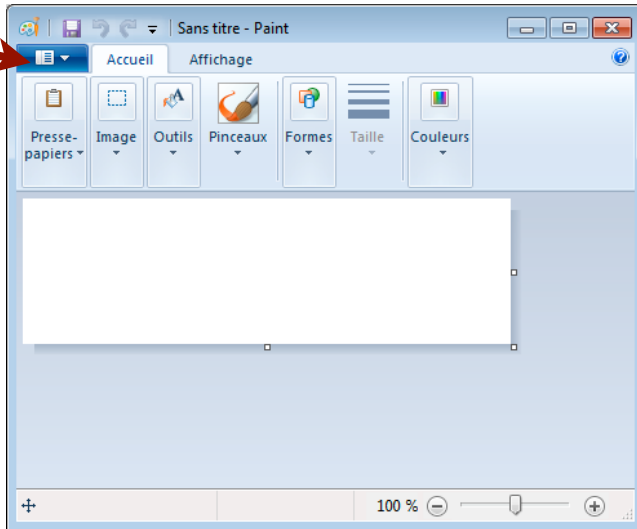 Sans titre - Paint
Accueil Affichage
Presse-
papiers
Image
Outils
Pinceaux
Formes
Taille
Couleurs
100 %